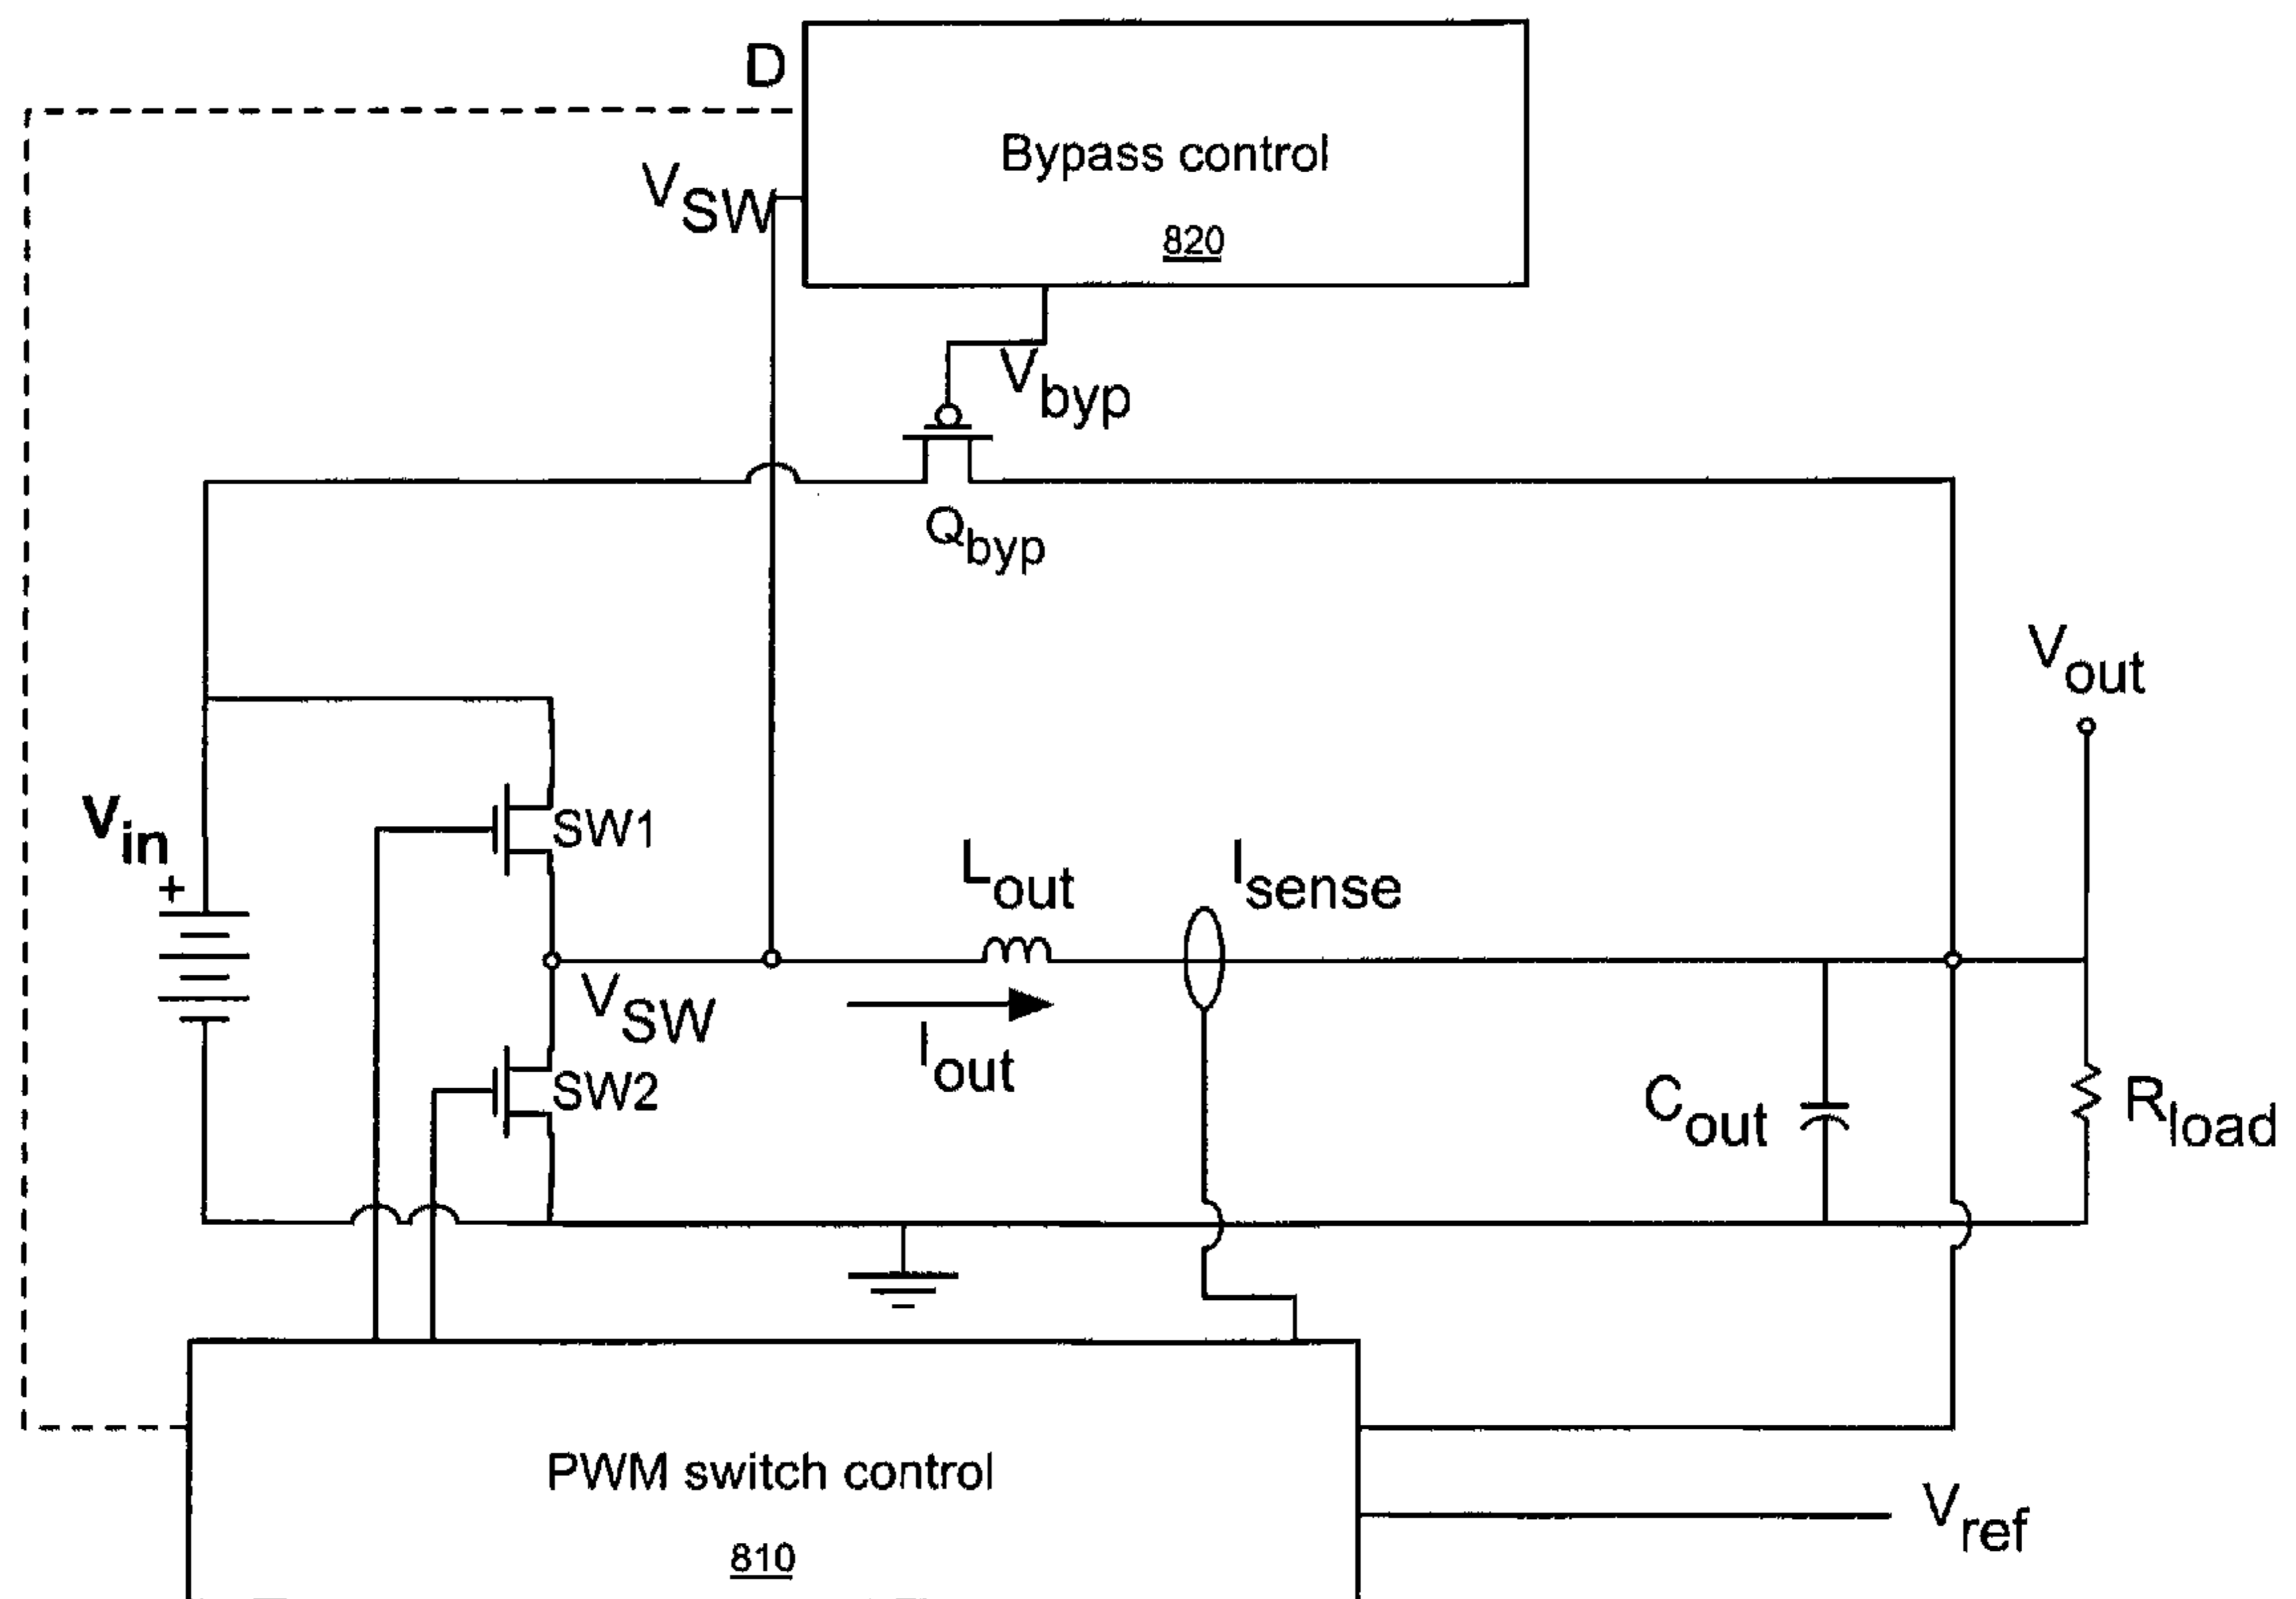 D
Bypass control
VSW
820
Vbyp
Qbyp
Vout
Vin
+
SW1
Lout
Isense
VSW
Iout
SW2
Cout
Rload
PWM switch control
Vref
810